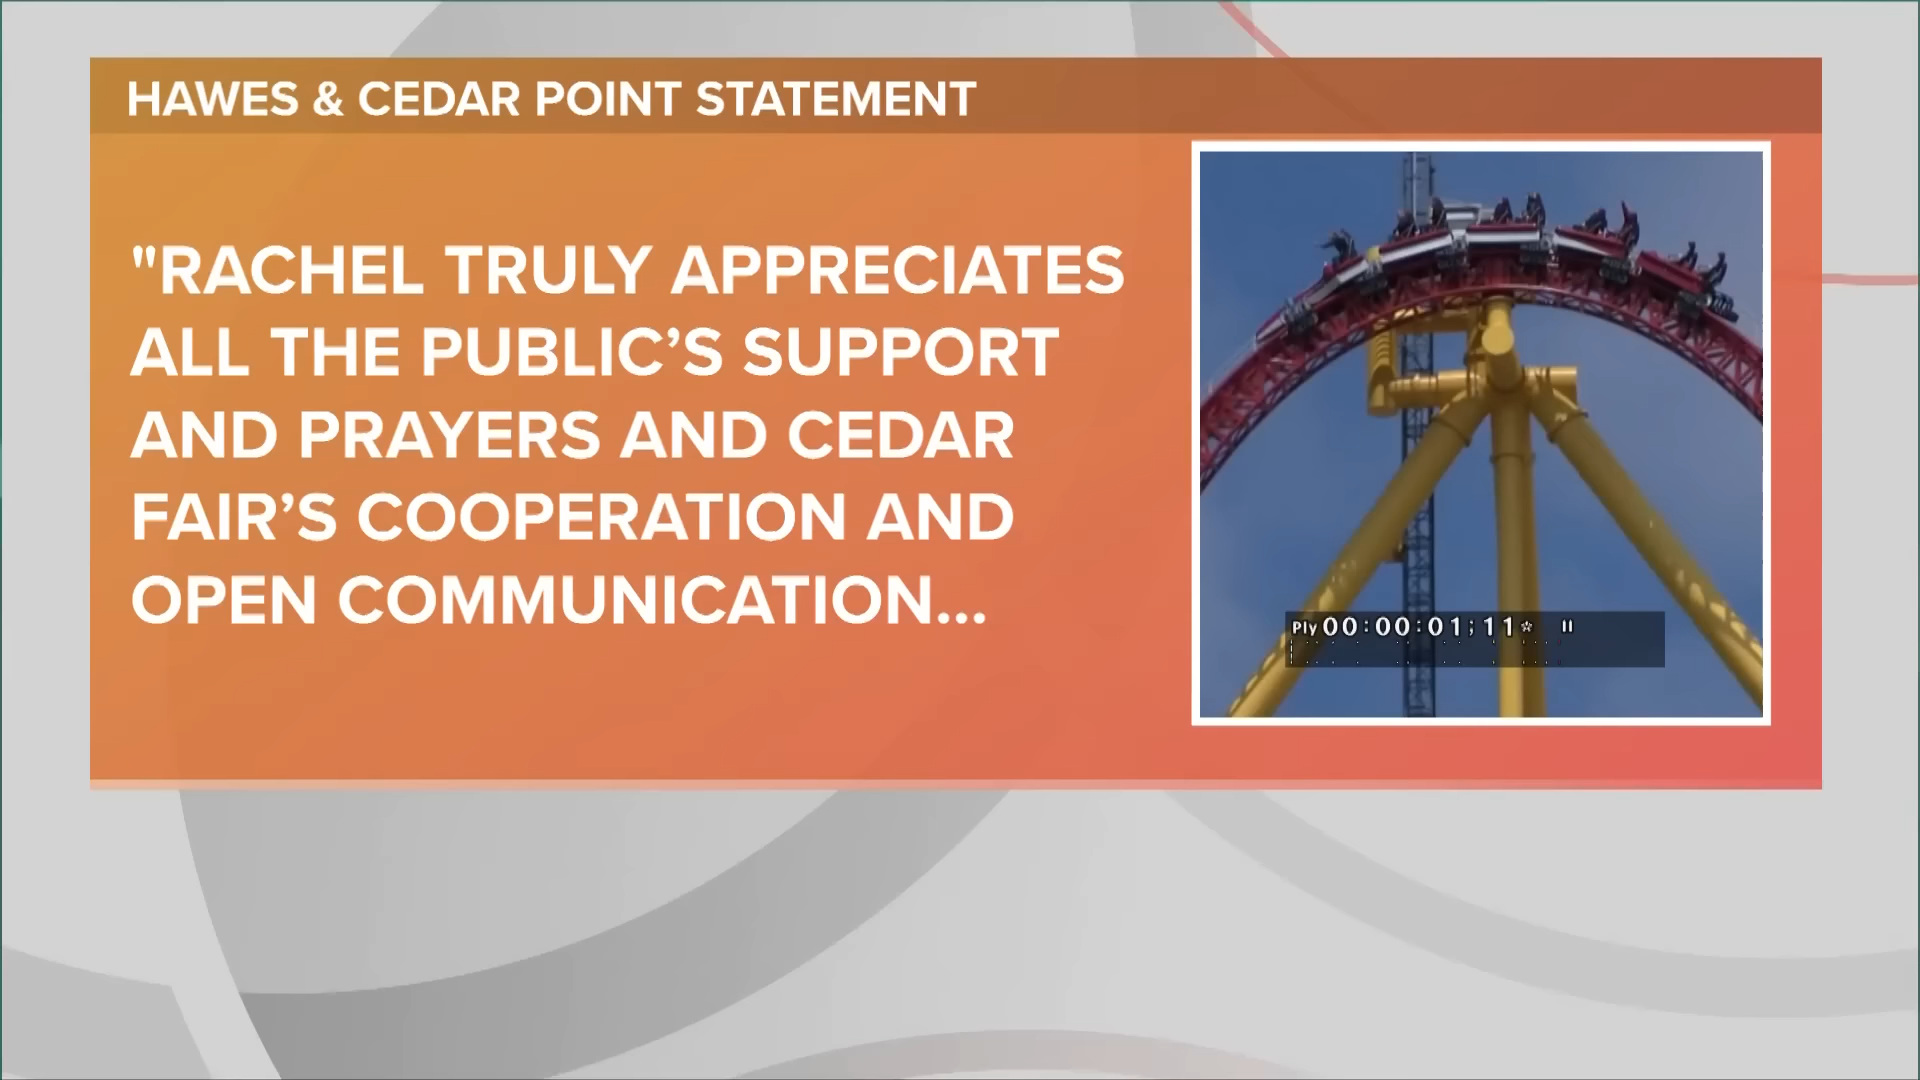 HAWES & CEDAR POINT STATEMENT
"RACHEL TRULY APPRECIATES
ALL THE PUBLIC’S SUPPORT
AND PRAYERS AND CEDAR
FAIR’S COOPERATION AND
OPEN COMMUNICATION...
Ply 00:00:01;11* II